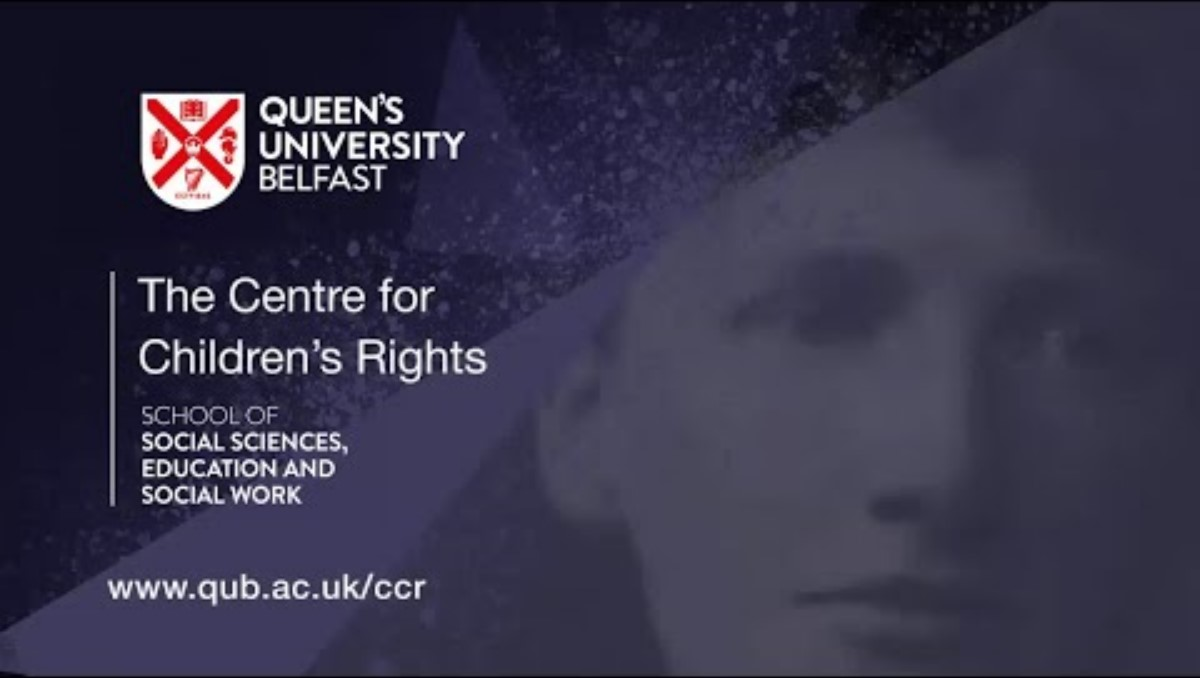 QUEEN'S
UNIVERSITY
BELFAST
The Centre for
Children's Rights
SCHOOL OF
SOCIAL SCIENCES,
EDUCATION AND
SOCIAL WORK
www.qub.ac.uk/ccr